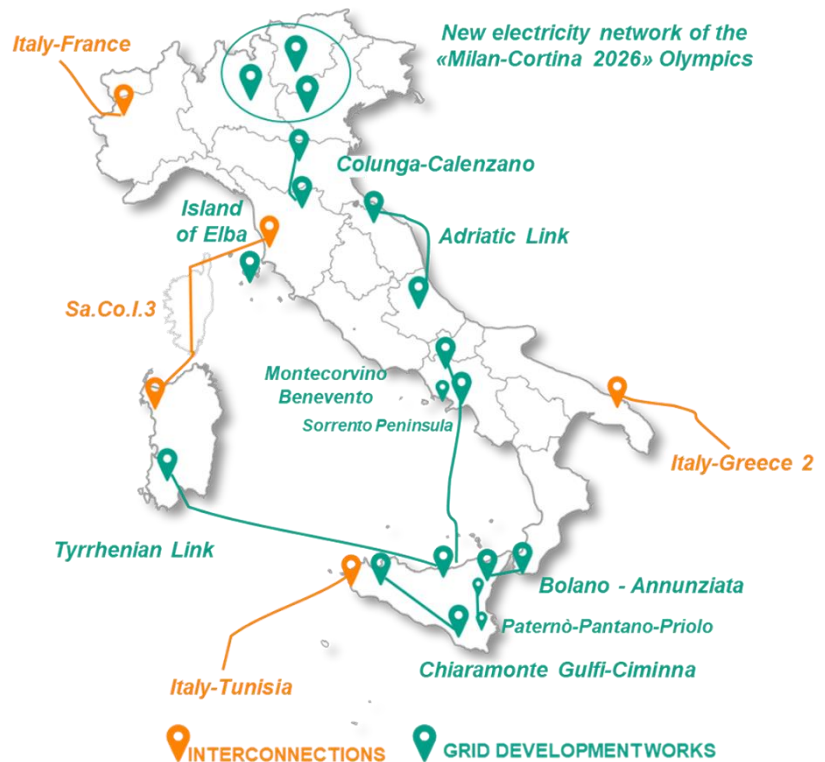 Italy-France
New electricity network of the
«Milan-Cortina 2026» Olympics
Colunga-Calenzano
Island
of Elba
Adriatic Link
Sa.Co.I.3
Montecorvino
Benevento
Sorrento Peninsula
Italy-Greece 2
Tyrrhenian Link
Bolano - Annunziata
Paternò-Pantano-Priolo
Chiaramonte Gulfi-Ciminna
Italy-Tunisia
INTERCONNECTIONS
GRID DEVELOPMENTWORKS